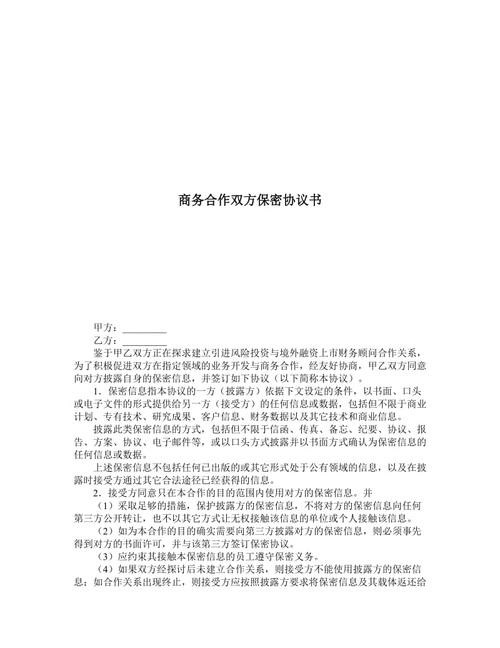 商务合作双方保密协议书
甲方：_________
乙方：_________
鉴于甲乙双方正在探求建立引进风险投资与境外融资上市财务顾问合作关系，
为了积极促进双方在指定领域的业务开发与商务合作，经友好协商，甲乙双方同意
向对方披露自身的保密信息，并签订如下协议（以下简称本协议）。
1．保密信息指本协议的一方（披露方）依据下文设定的条件，以书面、口头
或电子文件的形式提供给另一方（接受方）的任何信息或数据，包括但不限于商业
计划、专有技术、研究成果、客户信息、财务数据以及其它技术和商业信息。
披露此类保密信息的方式，包括但不限于信函、传真、备忘、纪要、协议、报
告、方案、协议、电子邮件等，或以口头方式披露并以书面方式确认为保密信息的
任何信息或数据。
上述保密信息不包括任何已出版的或其它形式处于公有领域的信息，以及在披
露时接受方通过其它合法途径已经获得的信息。
2．接受方同意只在本合作的目的范围内使用对方的保密信息。并
（1）采取足够的措施，保护披露方的保密信息，不将对方的保密信息向任何
第三方公开转让，也不以其它方式让无权接触该信息的单位或个人接触该信息。
（2）如为本合作的目的确实需要向第三方披露对方的保密信息，则必须事先
得到对方的书面许可，并与该第三方签订保密协议。
（3）应约束其接触本保密信息的员工遵守保密义务。
（4）如果双方经探讨后未建立合作关系，则接受方不能使用披露方的保密信
息；如合作关系出现终止，则接受方应按照披露方要求将保密信息及其载体返还给